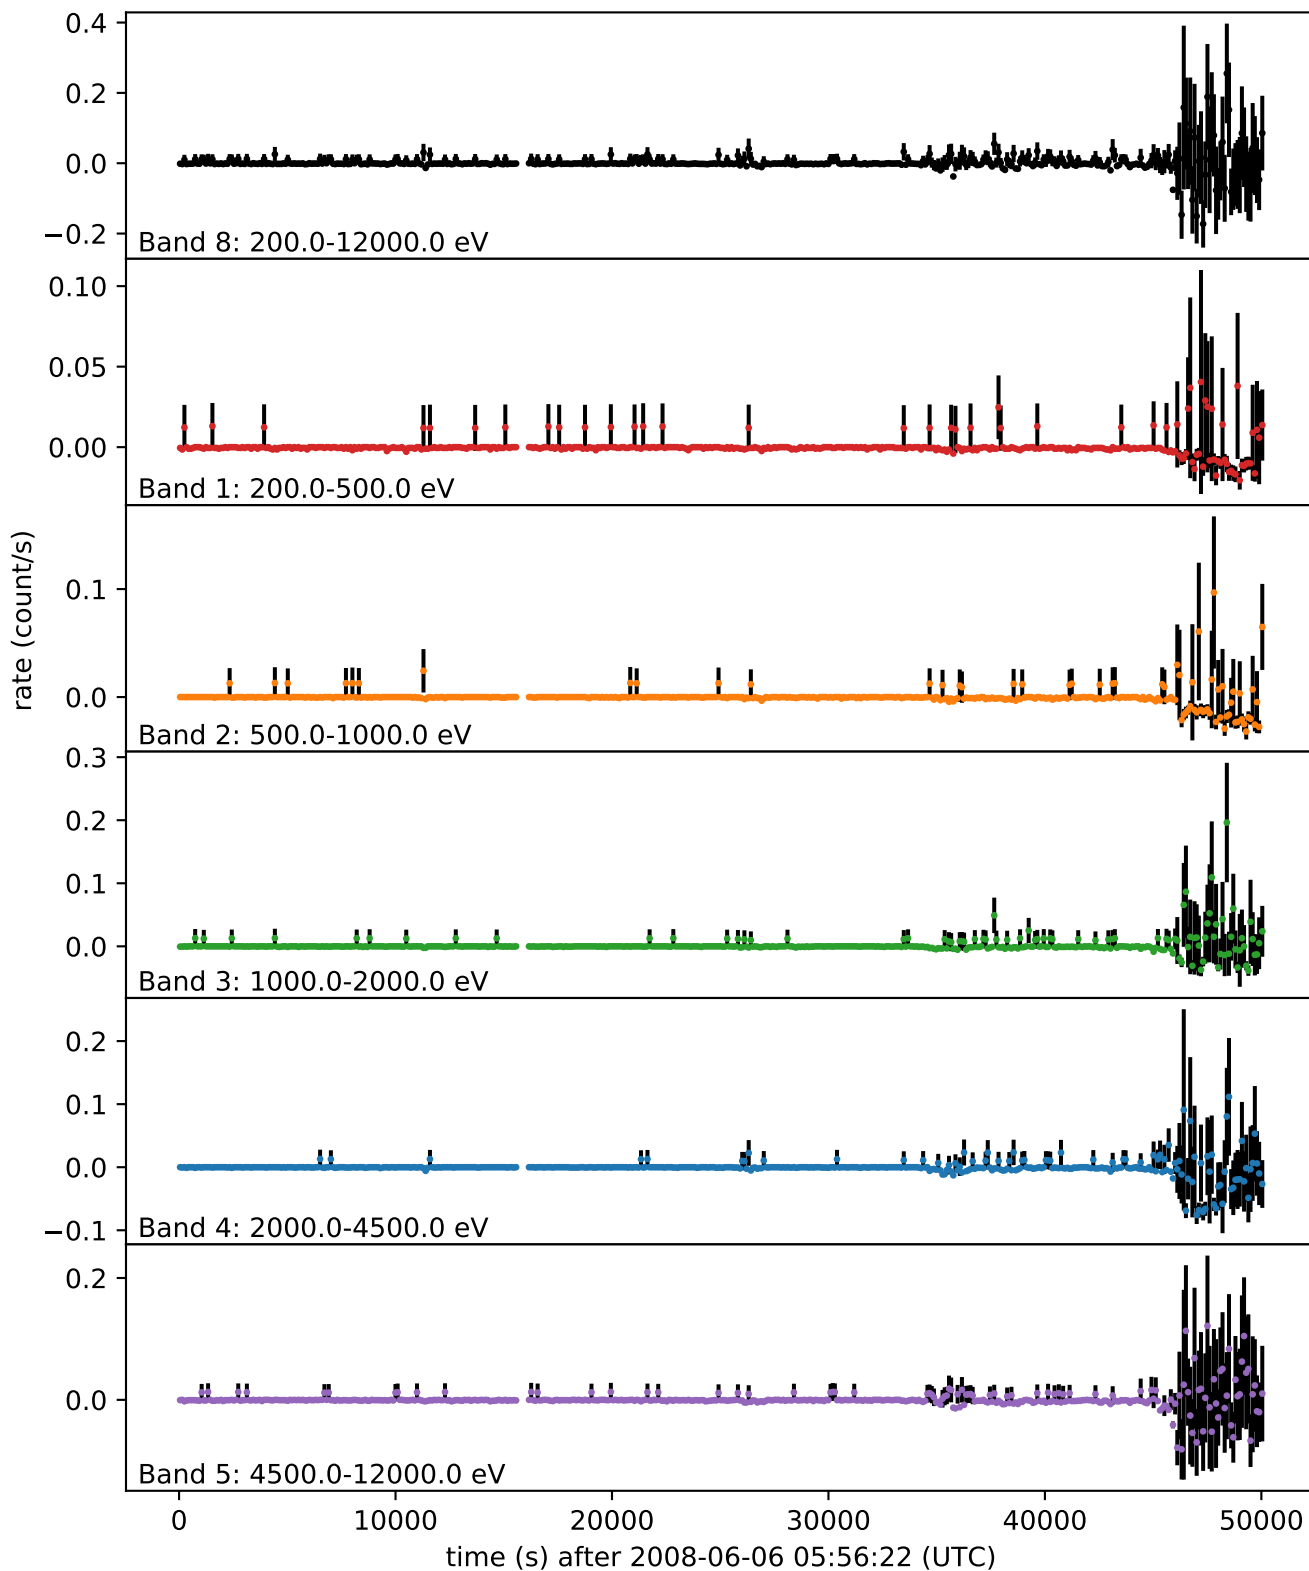 0.4
0.2
0.0
−0.2
Band 8: 200.0-12000.0 eV
0.10
0.05
0.00
Band 1: 200.0-500.0 eV
rate (count/s)
0.1
0.0
Band 2: 500.0-1000.0 eV
0.3
0.2
0.1
0.0
Band 3: 1000.0-2000.0 eV
0.2
0.1
0.0
−0.1
Band 4: 2000.0-4500.0 eV
0.2
0.0
Band 5: 4500.0-12000.0 eV
0 10000 20000 30000 40000 50000
time (s) after 2008-06-06 05:56:22 (UTC)